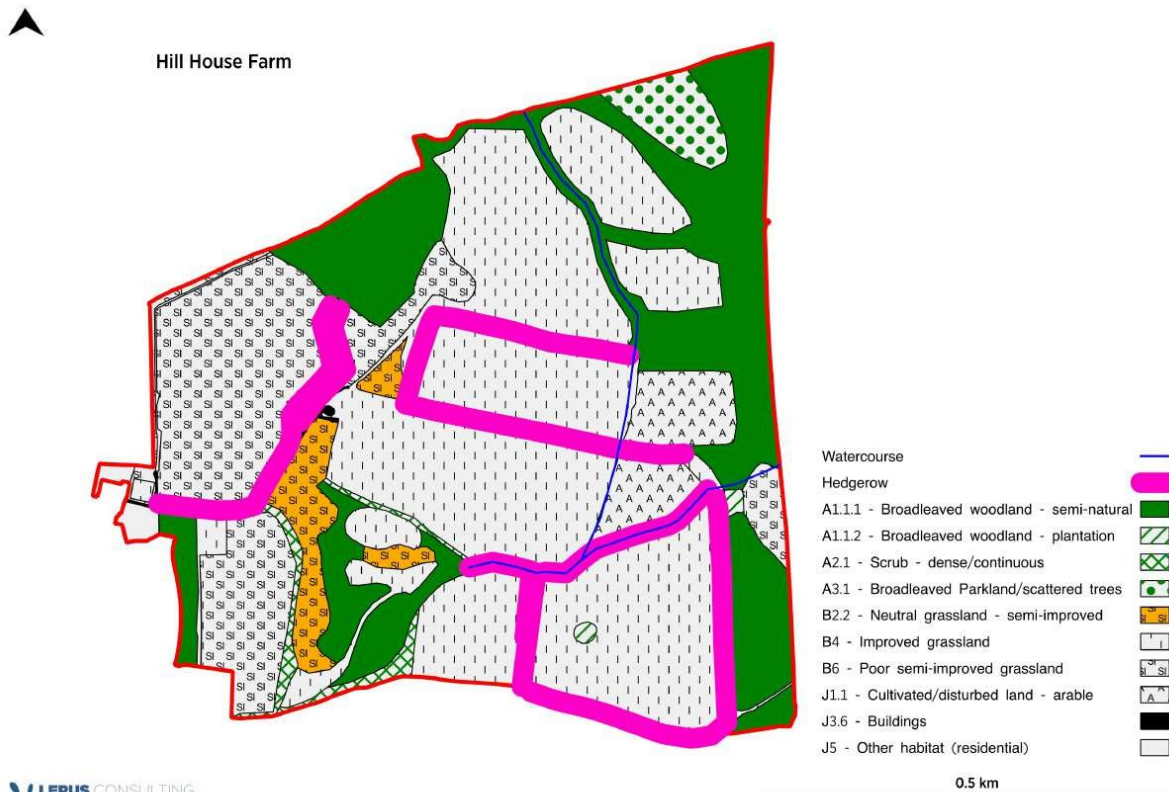 Hill House Farm
Watercourse
Hedgerow
A1.1.1 - Broadleaved woodland - semi-natural
A1.1.2 - Broadleaved woodland - plantation
A2.1 - Scrub - dense/continuous
A3.1 - Broadleaved Parkland/scattered trees
B2.2 - Neutral grassland - semi-improved
B4 - Improved grassland
B6 - Poor semi-improved grassland
J1.1 - Cultivated/disturbed land - arable
J3.6 - Buildings
J5 - Other habitat (residential)
0.5 km
LEPUS CONSULTING